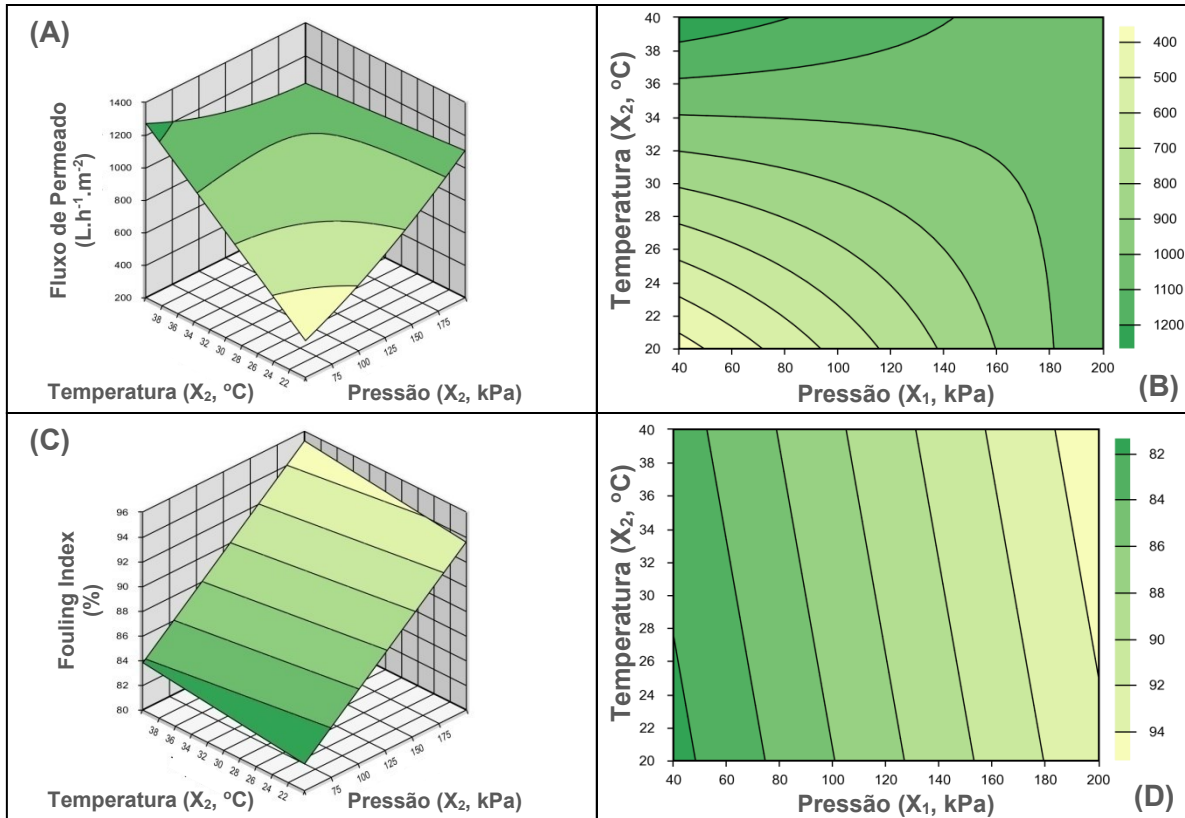 (A)
Fluxo de Permeado
(L.h-1.m-2)
1400
1200
1000
800
600
400
200
38 36 34 32 30 28 26 24 22
75 100 125 150 175
Temperatura (X2, ºC)
Pressão (X2, kPa)
(B)
Temperatura (X2, ºC)
40
38
36
34
32
30
28
26
24
22
20
40 60 80 100 120 140 160 180 200
Pressão (X1, kPa)
400
500
600
700
800
900
1000
1100
1200
(C)
Fouling Index
(%)
96
94
92
90
88
86
84
82
80
38 36 34 32 30 28 26 24 22
75 100 125 150 175
Temperatura (X2, ºC)
Pressão (X2, kPa)
(D)
Temperatura (X2, ºC)
40
38
36
34
32
30
28
26
24
22
20
40 60 80 100 120 140 160 180 200
Pressão (X1, kPa)
82
84
86
88
90
92
94